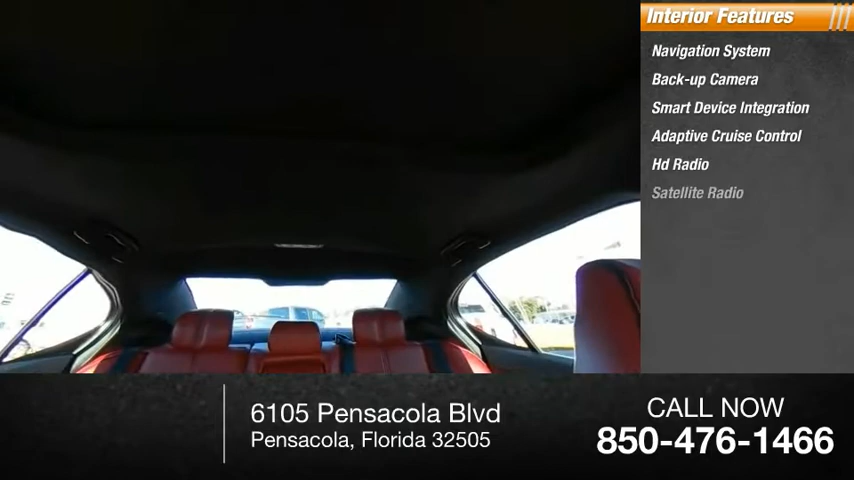 Interior Features
Navigation System
Back-up Camera
Smart Device Integration
Adaptive Cruise Control
Hd Radio
Satellite Radio
6105 Pensacola Blvd
Pensacola, Florida 32505
CALL NOW
850-476-1466